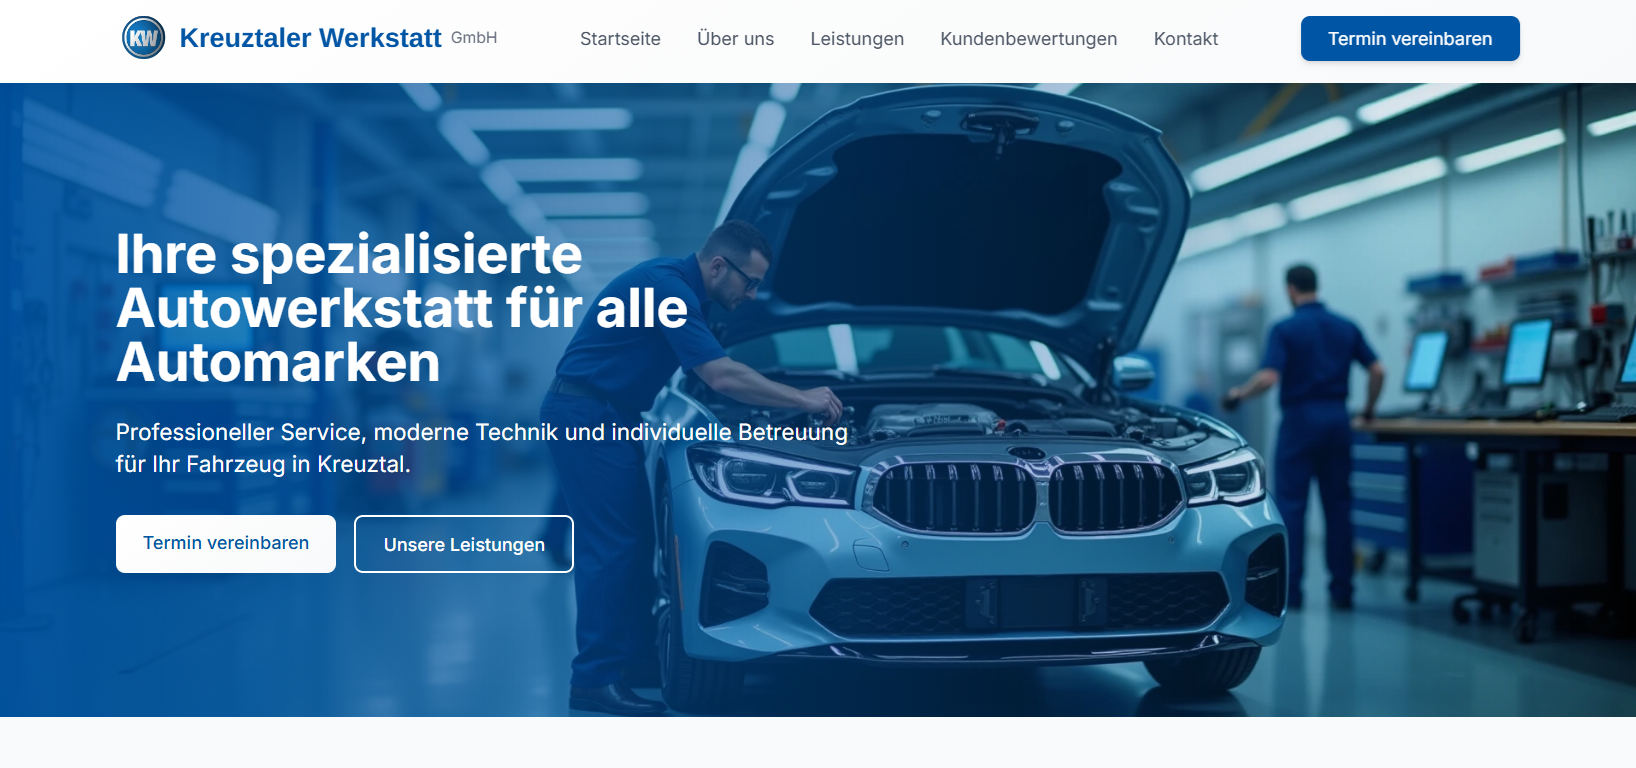 KW
Kreuztaler Werkstatt GmbH
Startseite
Über uns
Leistungen
Kundenbewertungen
Kontakt
Termin vereinbaren
Ihre spezialisierte
Autowerkstatt für alle
Automarken
Professioneller Service, moderne Technik und individuelle Betreuung
für Ihr Fahrzeug in Kreuztal.
Termin vereinbaren
Unsere Leistungen